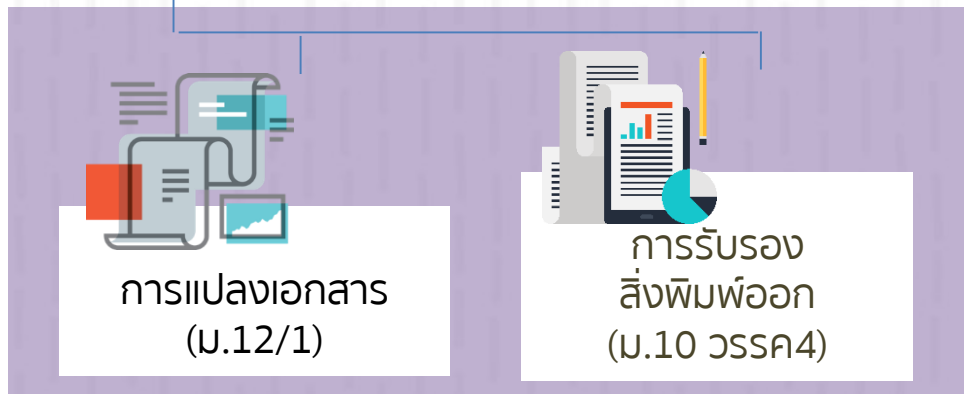 การแปลงเอกสาร
(ม.12/1)
การรับรอง
สิ่งพิมพ์ออก
(ม.10 วรรค4)